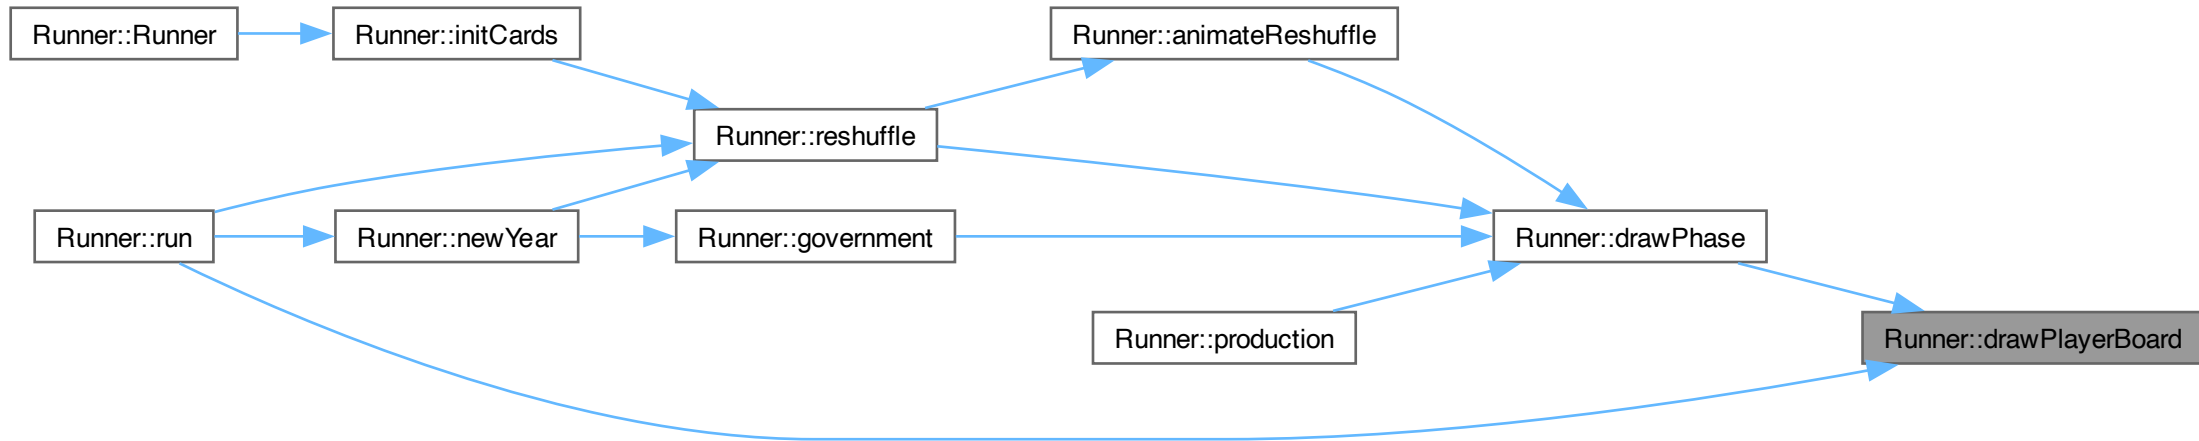 Runner::Runner
Runner::initCards
Runner::animateReshuffle
Runner::reshuffle
Runner::run
Runner::newYear
Runner::government
Runner::drawPhase
Runner::production
Runner::drawPlayerBoard